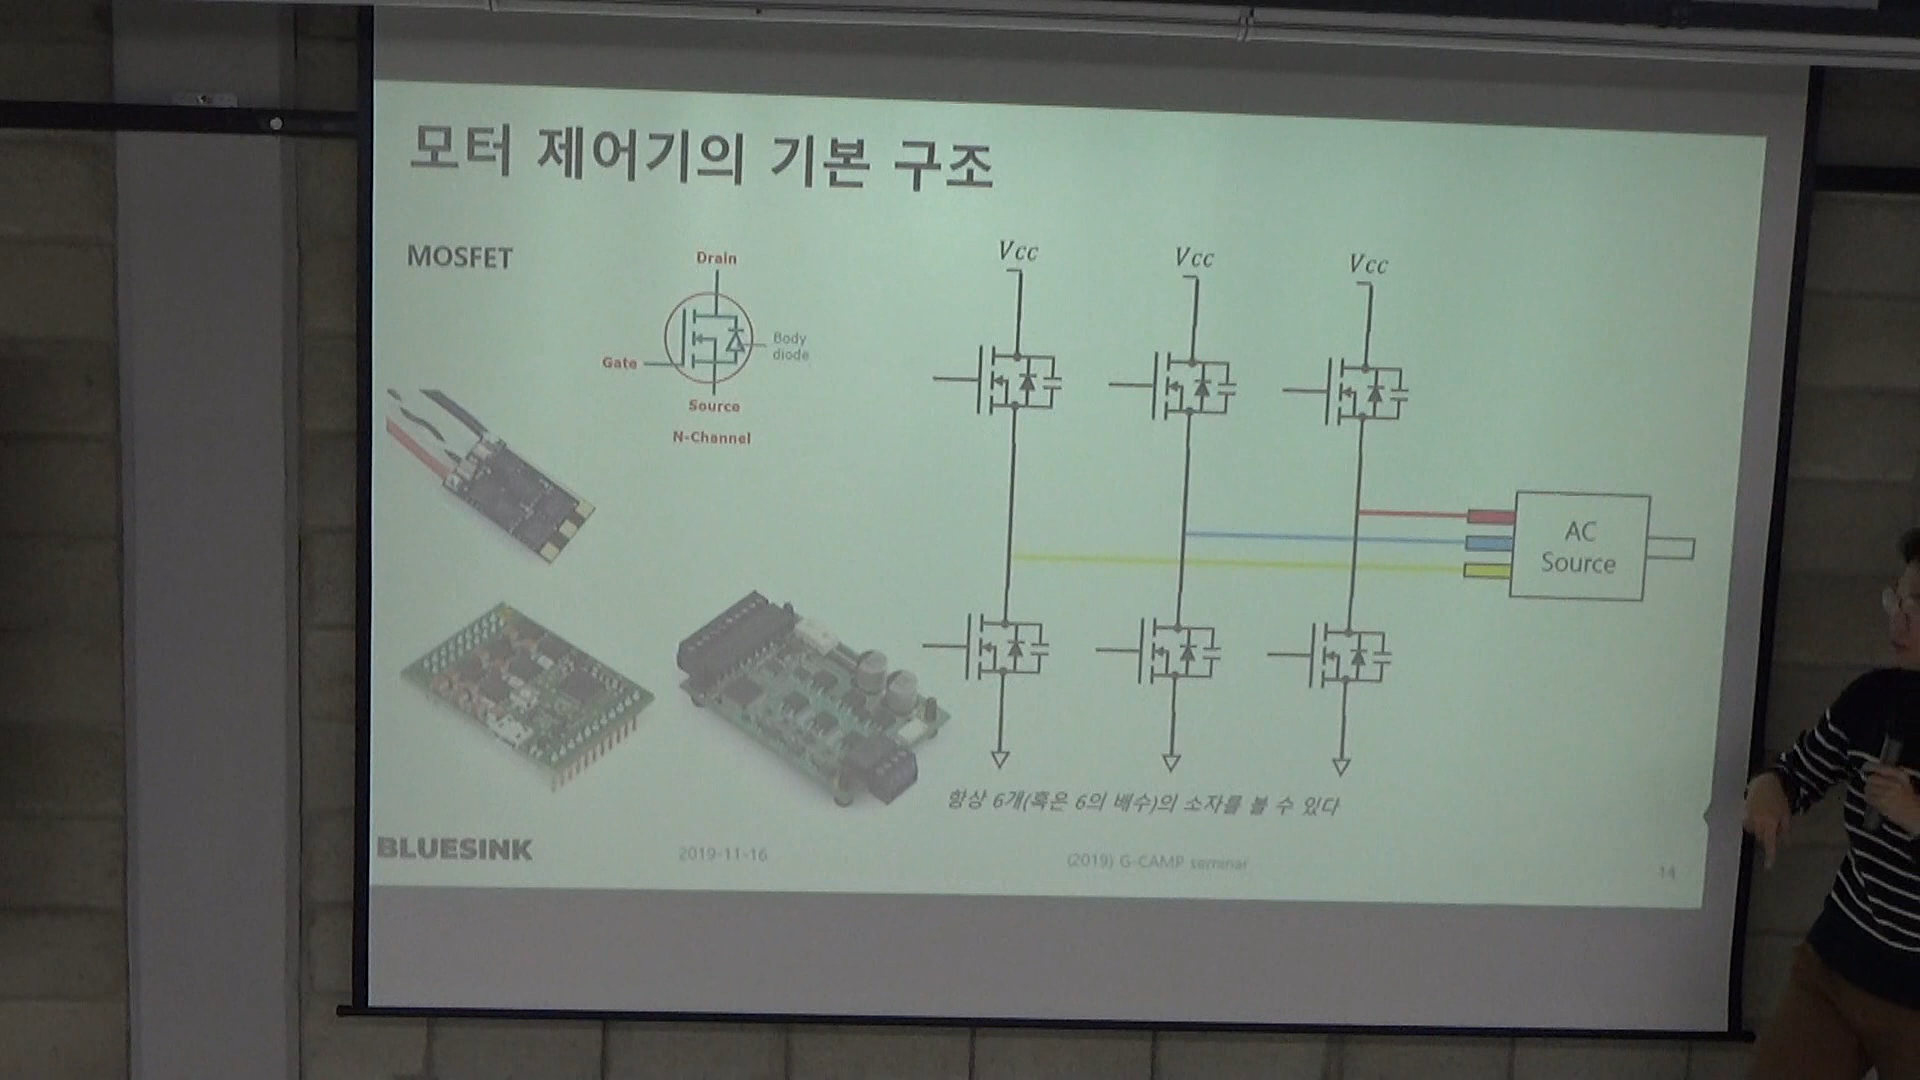 모터 제어기의 기본 구조
MOSFET
Drain
Gate
Body
diode
Source
N-Channel
Vcc
Vcc
Vcc
AC
Source
항상 6개(혹은 6의 배수)의 소자를 볼 수 있다
BLUESINK
2019-11-16
(2019) G-CAMP seminar
14